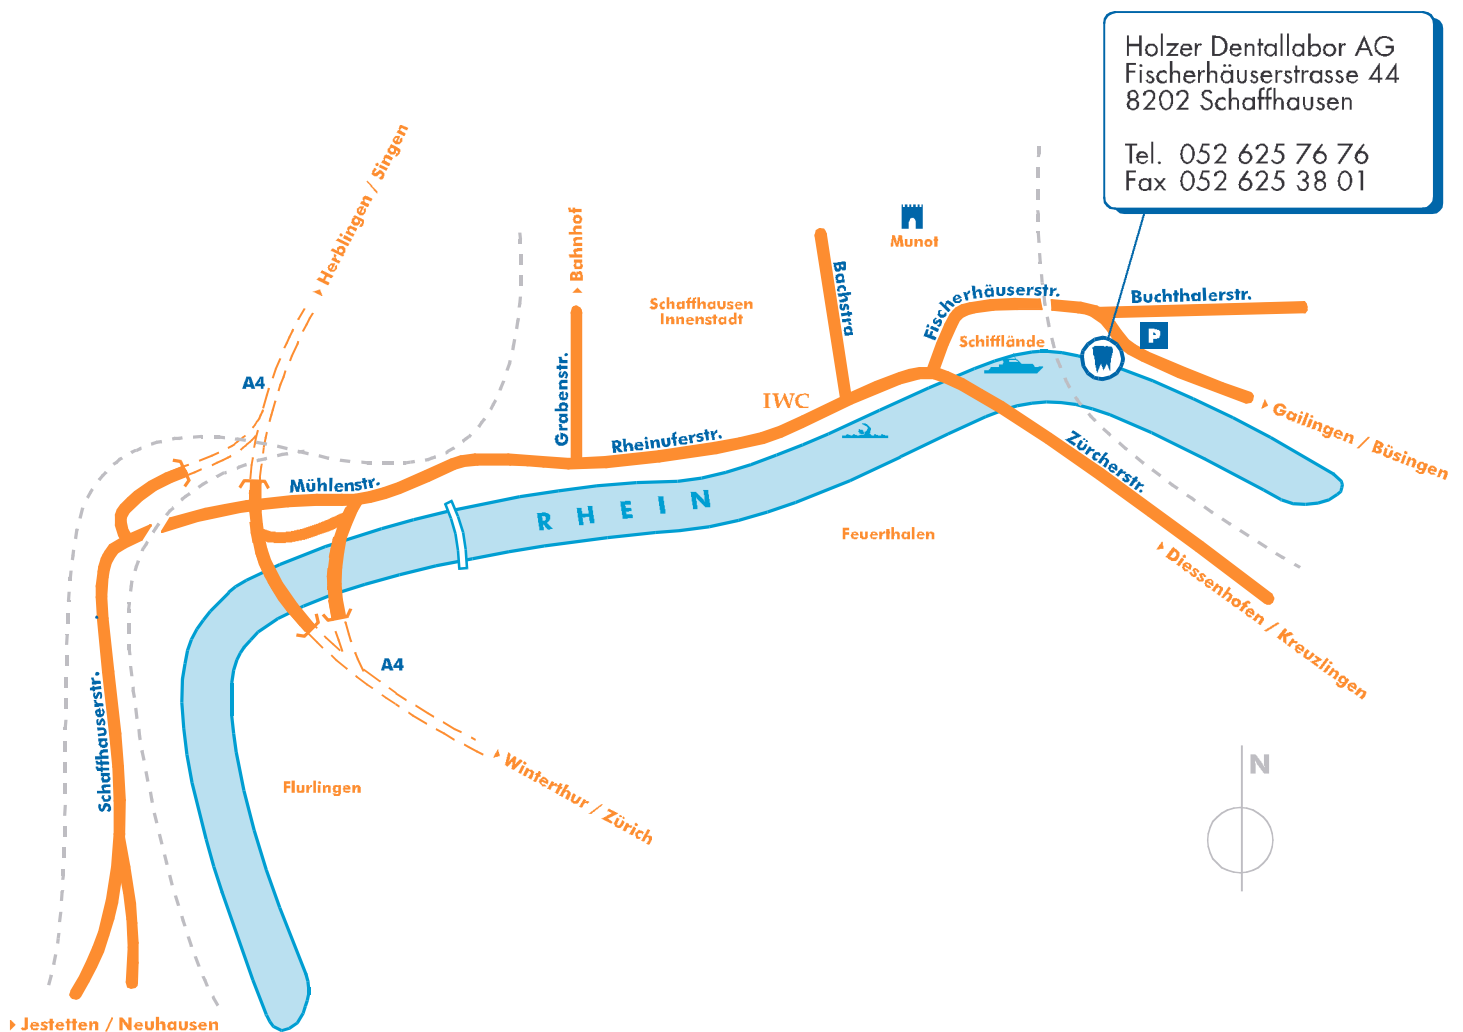 Holzer Dentallabor AG
Fischerhäuserstrasse 44
8202 Schaffhausen
Tel. 052 625 76 76
Fax 052 625 38 01
Herblingen / Singen
Bahnhof
Munot
Bachstra
Schaffhausen
Innenstadt
Fischerhäuserstr.
Buchthalerstr.
P
Schifflände
A4
Grabenstr.
IWC
Rheinuferstr.
Gailingen / Büsingen
Zürcherstr.
Mühlenstr.
RHEIN
Feuerthalen
Diessenhofen / Kreuzlingen
A4
Schaffhauserstr.
Winterthur / Zürich
Flurlingen
N
Jestetten / Neuhausen